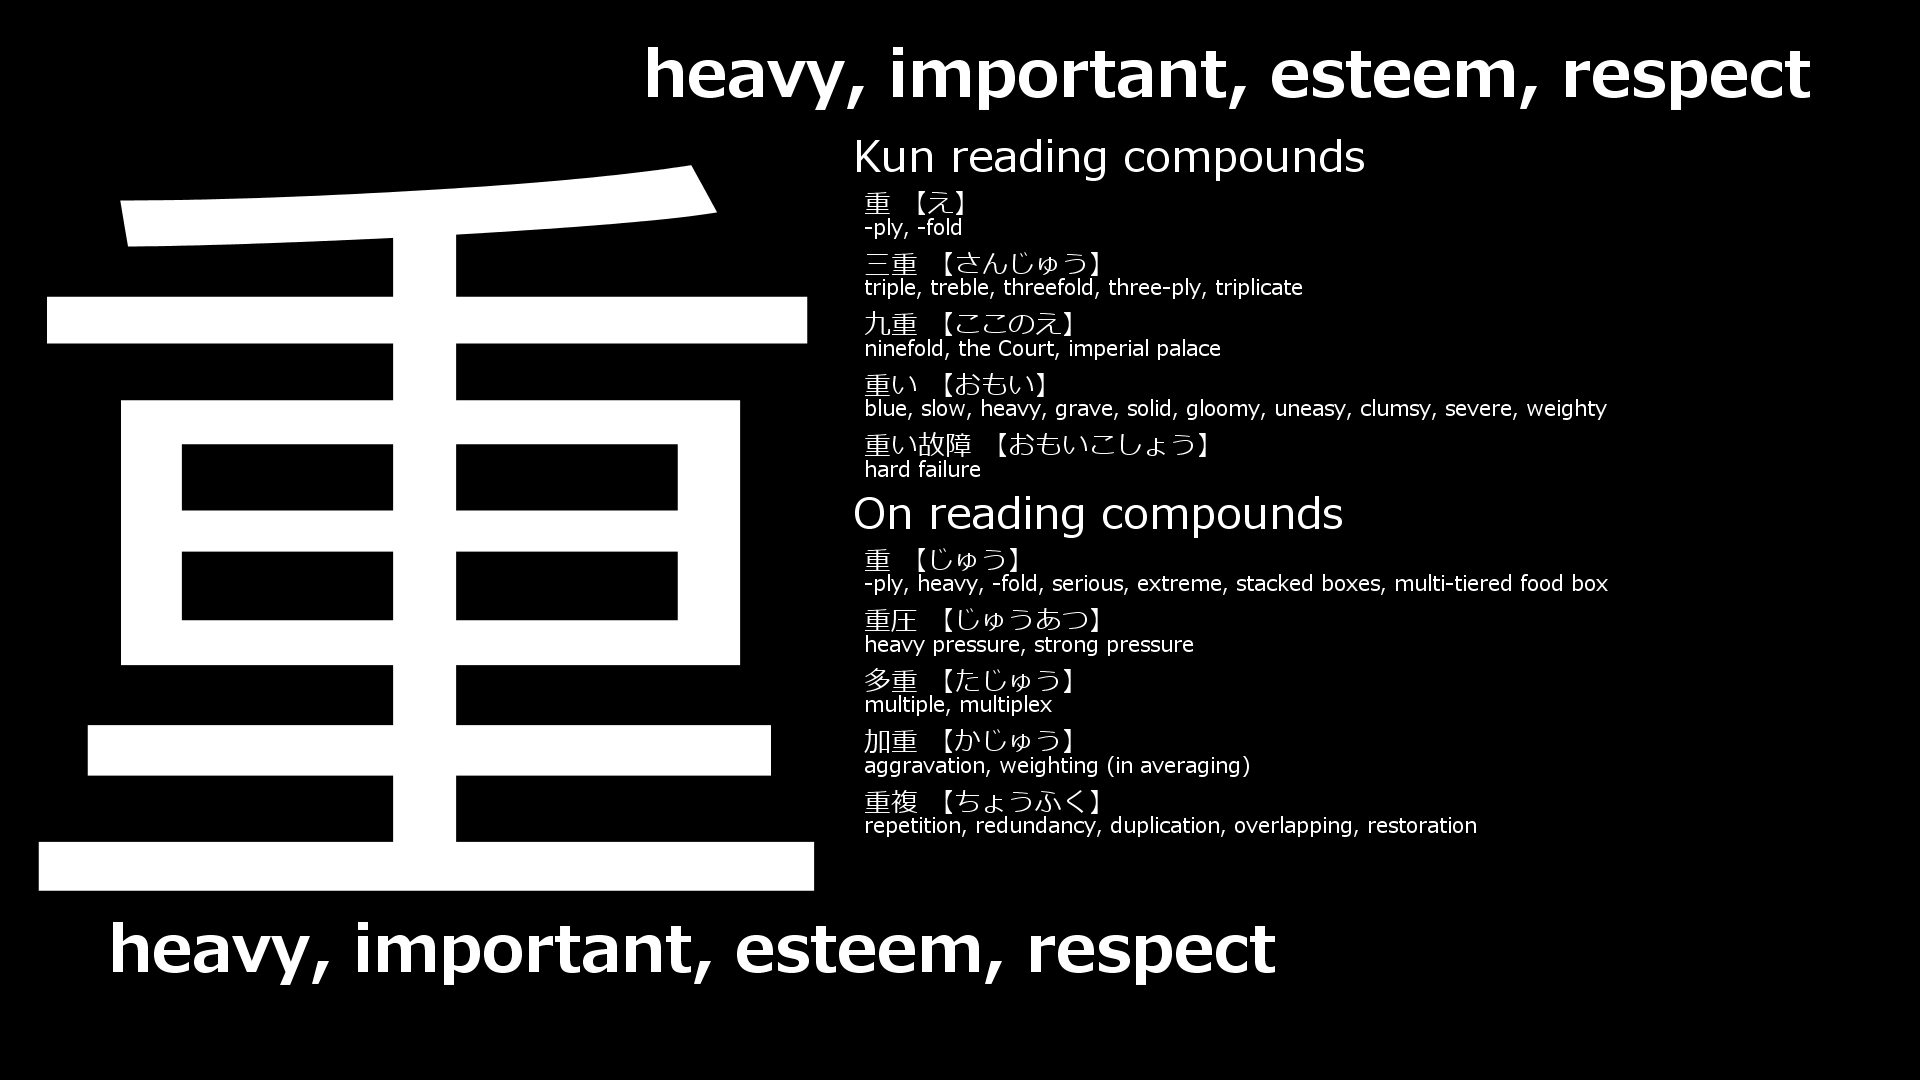 heavy, important, esteem, respect
重
Kun reading compounds
重 【え】
-ply, -fold
三重 【さんじゅう】
triple, treble, threefold, three-ply, triplicate
九重 【ここのえ】
ninefold, the Court, imperial palace
重い 【おもい】
blue, slow, heavy, grave, solid, gloomy, uneasy, clumsy, severe, weighty
重い故障 【おもいこしょう】
hard failure
On reading compounds
重 【じゅう】
-ply, heavy, -fold, serious, extreme, stacked boxes, multi-tiered food box
重圧 【じゅうあつ】
heavy pressure, strong pressure
多重 【たじゅう】
multiple, multiplex
加重 【かじゅう】
aggravation, weighting (in averaging)
重複 【ちょうふく】
repetition, redundancy, duplication, overlapping, restoration
heavy, important, esteem, respect